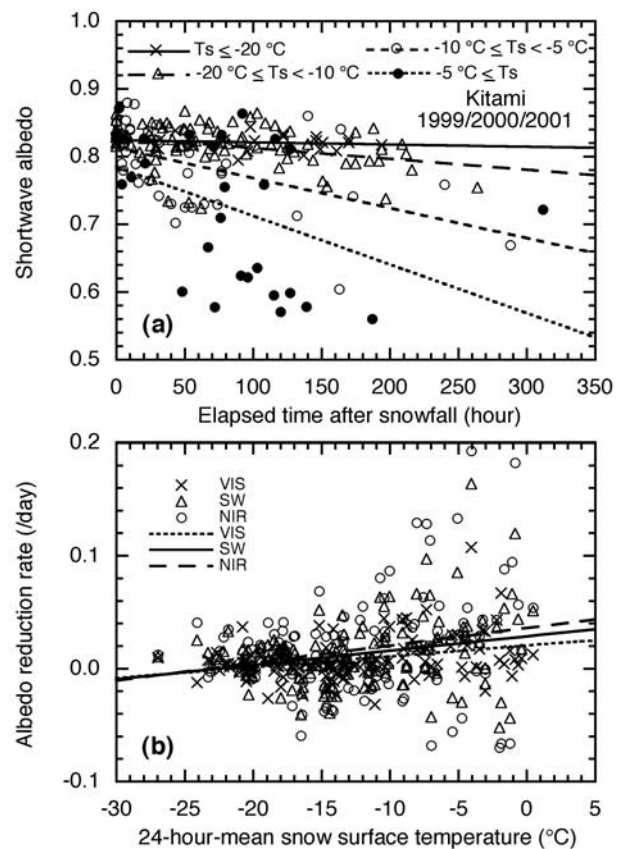 Ts ≤ -20 °C
-10 °C ≤ Ts < -5 °C
-20 °C ≤ Ts < -10 °C
-5 °C ≤ Ts
Kitami
1999/2000/2001
1.0
0.9
0.8
0.7
0.6
0.5
Shortwave albedo
(a)
0 50 100 150 200 250 300 350
Elapsed time after snowfall (hour)
0.2
0.1
0.0
-0.1
Albedo reduction rate (/day)
VIS
SW
NIR
VIS
SW
NIR
(b)
-30 -25 -20 -15 -10 -5 0 5
24-hour-mean snow surface temperature (°C)